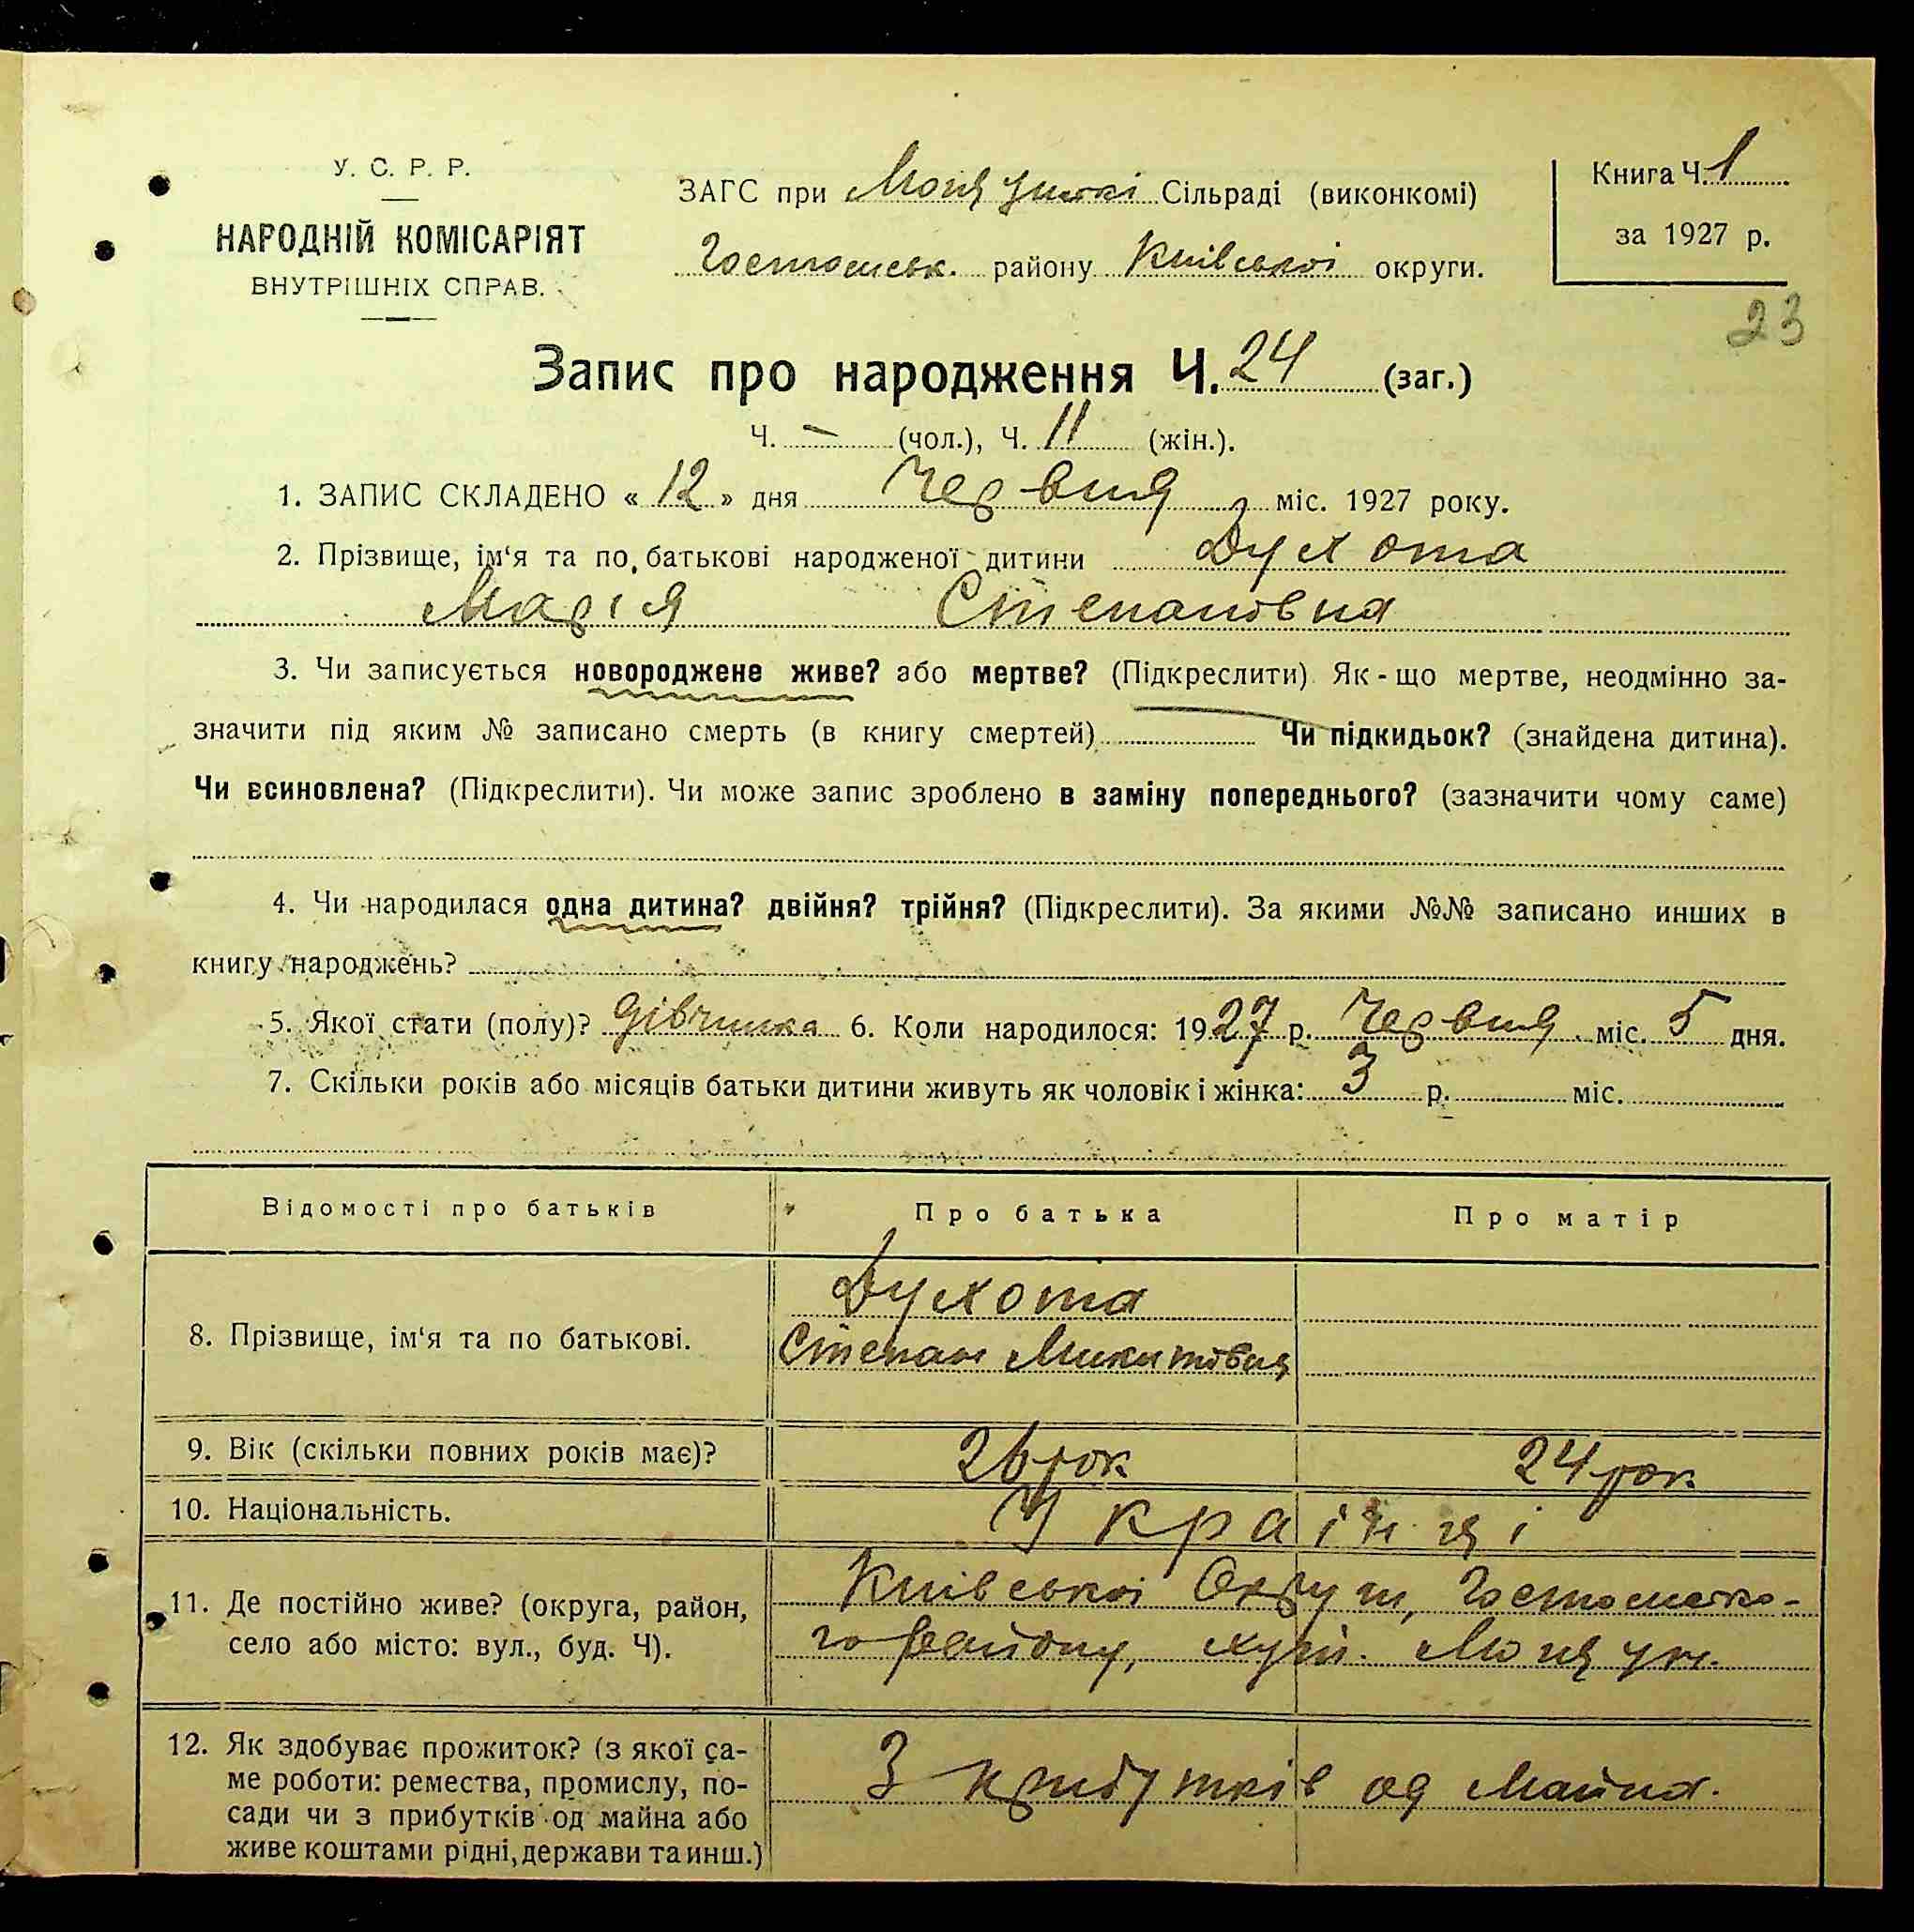 У. С. Р. Р.
НАРОДНІЙ КОМІСАРІЯТ
ВНУТРІШНІХ СПРАВ.
ЗАГС при Сільраді (виконкомі)
Гостомськ. району Київської округи.
Книга Ч. 1
за 1927 р.
23
Запис про народження Ч. 24 (заг.)
Ч. — (чол.), Ч. 11 (жін.).
1. ЗАПИС СКЛАДЕНО « 12 » дня Червня міс. 1927 року.
2. Прізвище, ім‘я та по батькові народженої дитини Духота
Марія Степановна
3. Чи записується новороджене живе? або мертве? (Підкреслити) Як-що мертве, неодмінно за-
значити під яким № записано смерть (в книгу смертей) Чи підкидьок? (знайдена дитина).
Чи всиновлена? (Підкреслити). Чи може запис зроблено в заміну попереднього? (зазначити чому саме)
4. Чи народилася одна дитина? двійня? трійня? (Підкреслити). За якими №№ записано инших в
книгу народжень?
5. Якої стати (полу)? Дівчинка 6. Коли народилося: 1927 р. Червня міс. 5 дня.
7. Скільки років або місяців батьки дитини живуть як чоловік і жінка: 3 р. міс.
Відомості про батьків Про батька Про матір
8. Прізвище, ім‘я та по батькові. Духота
Степан
9. Вік (скільки повних років має)? 26 рок 24 рок.
10. Національність. Українці
11. Де постійно живе? (округа, район, село або місто: вул., буд. Ч). Київської Округи, Гостомсько-
го району, хут.
12. Як здобуває прожиток? (з якої са-
ме роботи: ремества, промислу, по-
сади чи з прибутків од майна або
живе коштами рідні, держави та инш.)
З прибутків од майна.